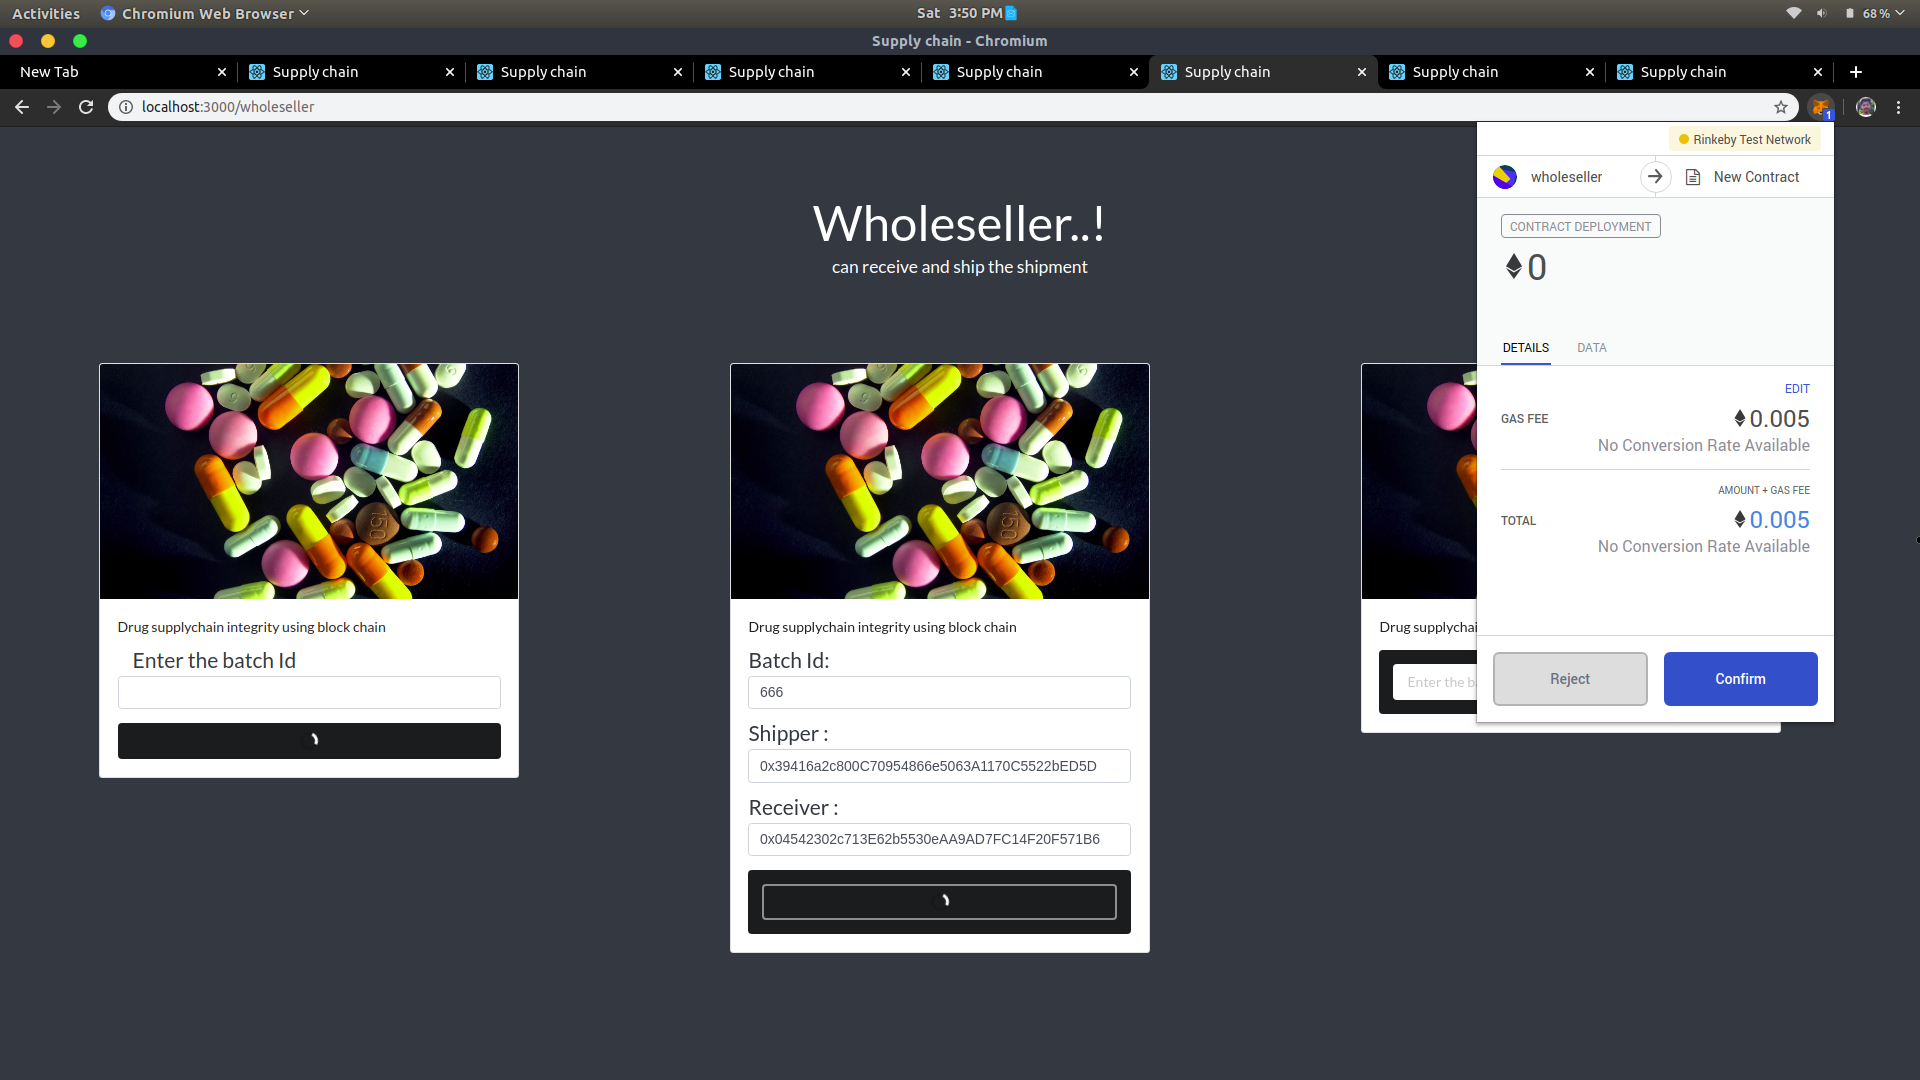 Activities Chromium Web Browser Sat 3:50 PM 68 %
Supply chain - Chromium
New Tab Supply chain Supply chain Supply chain Supply chain Supply chain Supply chain Supply chain
localhost:3000/wholeseller 1
Rinkeby Test Network
wholeseller New Contract
CONTRACT DEPLOYMENT
0
DETAILS DATA
EDIT
GAS FEE 0.005
No Conversion Rate Available
AMOUNT + GAS FEE
TOTAL 0.005
No Conversion Rate Available
Reject Confirm
Wholeseller..!
can receive and ship the shipment
150
Drug supplychain integrity using block chain
Enter the batch Id
150
Drug supplychain integrity using block chain
Batch Id:
666
Shipper :
0x39416a2c800C70954866e5063A1170C5522bED5D
Receiver :
0x04542302c713E62b5530eAA9AD7FC14F20F571B6
Drug supplychai
Enter the b